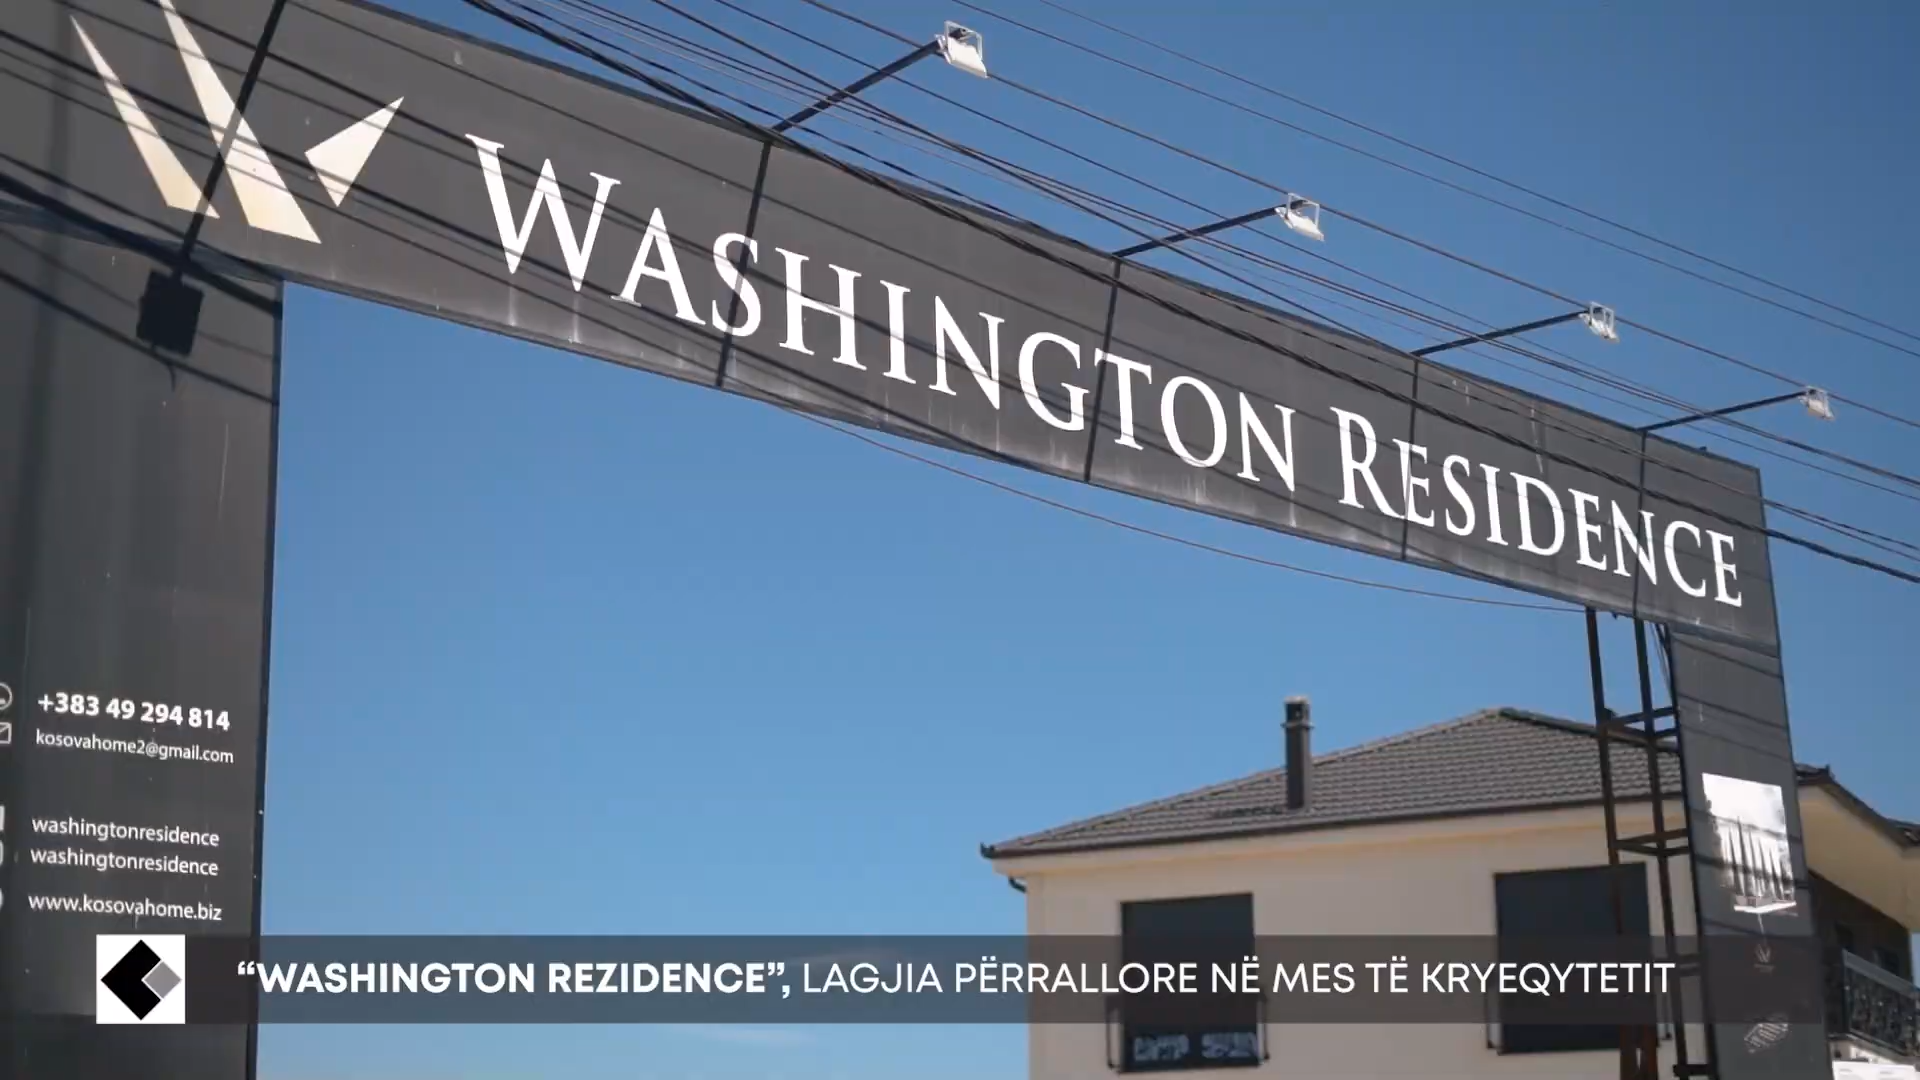 WASHINGTON RESIDENCE
+383 49 294 814
kosovahome2@gmail.com
washingtonresidence
washingtonresidence
www.kosovahome.biz
“WASHINGTON REZIDENCE”, LAGJIA PËRRALLORE NË MES TË KRYEQYTETIT